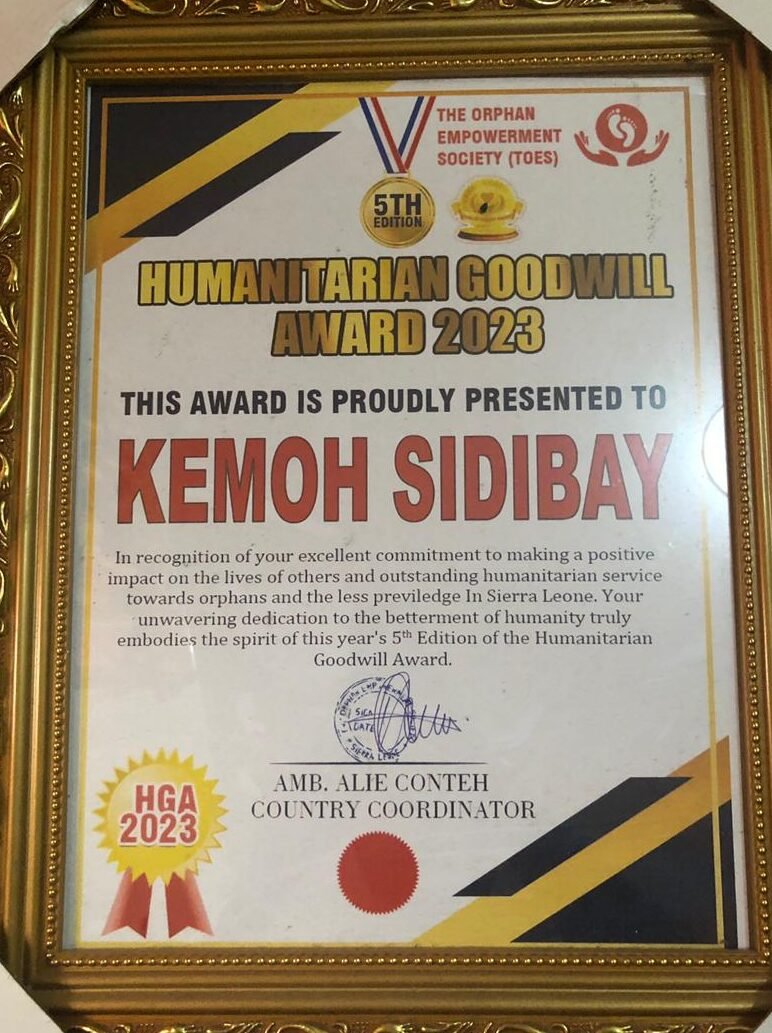 THE ORPHAN
EMPOWERMENT
SOCIETY (TOES)
5TH
EDITION
HUMANITARIAN GOODWILL
AWARD 2023
THIS AWARD IS PROUDLY PRESENTED TO
KEMOH SIDIBAY
In recognition of your excellent commitment to making a positive
impact on the lives of others and outstanding humanitarian service
towards orphans and the less previledge In Sierra Leone. Your
unwavering dedication to the betterment of humanity truly
embodies the spirit of this year's 5th Edition of the Humanitarian
Goodwill Award.
DATE
SIERRA LEONE
AMB. ALIE CONTEH
COUNTRY COORDINATOR
HGA
2023